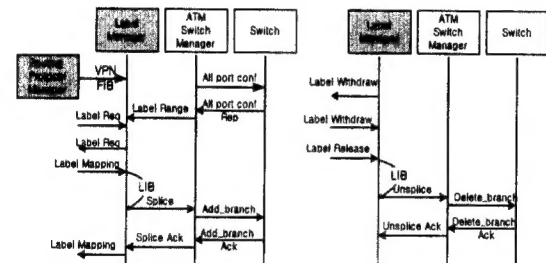 Label
Manager
ATM
Switch
Manager
Switch
Manager
VPN
FIB
All port conf
Label Range
All port conf
Rep
Label Req
Label Req
Label Mapping
LIB
Splice
Add_branch
Splice Ack
Add_branch
Ack
Label Mapping
Label
Manager
ATM
Switch
Manager
Switch
Label Withdraw
Label Withdraw
Label Release
LIB
Unsplice
Delete_branch
Unsplice Ack
Delete_branch
Ack